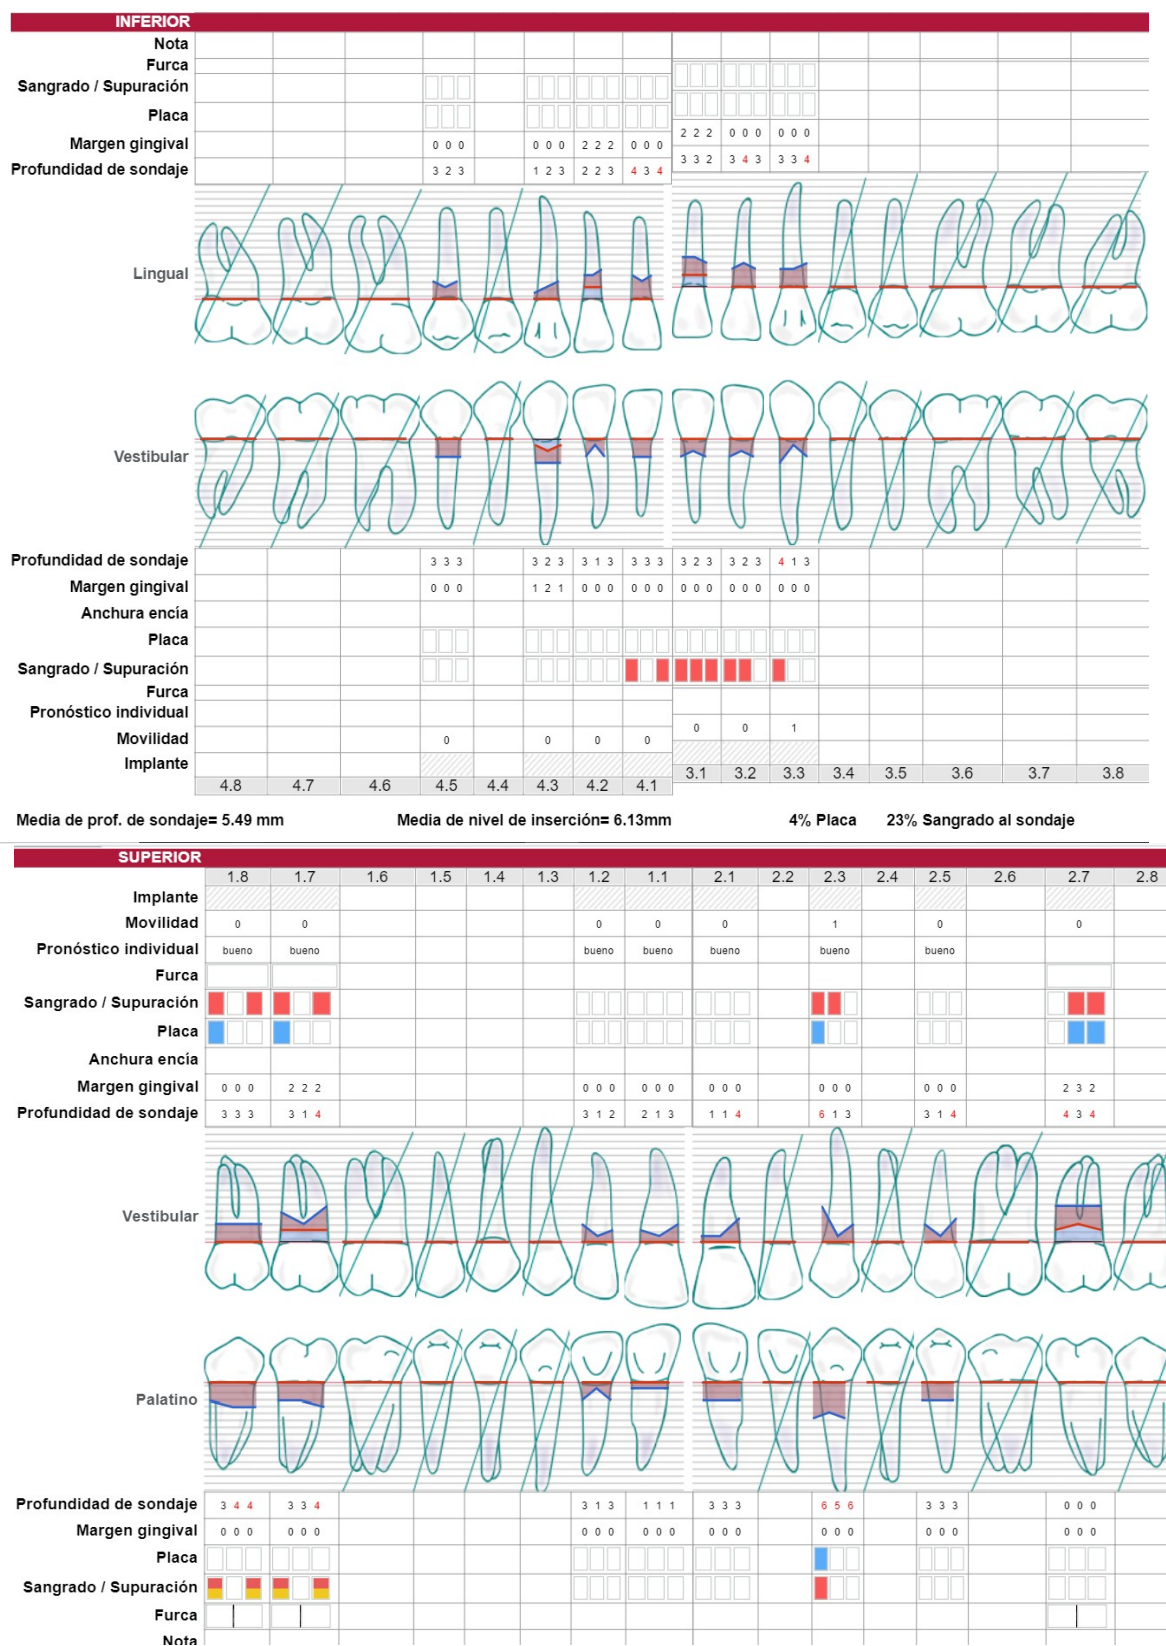 INFERIOR
Nota
Furca
Sangrado / Supuración
Placa
Margen gingival 0 0 0 0 0 0 2 2 2 0 0 0 2 2 2 0 0 0 0 0 0
Profundidad de sondaje 3 2 3 1 2 3 2 2 3 4 3 4 3 3 2 3 4 3 3 3 4
Lingual
Vestibular
Profundidad de sondaje 3 3 3 3 2 3 3 1 3 3 3 3 3 2 3 3 2 3 4 1 3
Margen gingival 0 0 0 1 2 1 0 0 0 0 0 0 0 0 0 0 0 0 0 0 0
Anchura encía
Placa
Sangrado / Supuración
Furca
Pronóstico individual
Movilidad 0 0 0 0 0 0 1
Implante
4.8 4.7 4.6 4.5 4.4 4.3 4.2 4.1 3.1 3.2 3.3 3.4 3.5 3.6 3.7 3.8
Media de prof. de sondaje= 5.49 mm Media de nivel de inserción= 6.13mm 4% Placa 23% Sangrado al sondaje
SUPERIOR
1.8 1.7 1.6 1.5 1.4 1.3 1.2 1.1 2.1 2.2 2.3 2.4 2.5 2.6 2.7 2.8
Implante
Movilidad 0 0 0 0 0 1 0 0
Pronóstico individual bueno bueno bueno bueno bueno bueno bueno
Furca
Sangrado / Supuración
Placa
Anchura encía
Margen gingival 0 0 0 2 2 2 0 0 0 0 0 0 0 0 0 0 0 0 0 0 0 2 3 2
Profundidad de sondaje 3 3 3 3 1 4 3 1 2 2 1 3 1 1 4 6 1 3 3 1 4 4 3 4
Vestibular
Palatino
Profundidad de sondaje 3 4 4 3 3 4 3 1 3 1 1 1 3 3 3 6 5 6 3 3 3 0 0 0
Margen gingival 0 0 0 0 0 0 0 0 0 0 0 0 0 0 0 0 0 0 0 0 0 0 0 0
Placa
Sangrado / Supuración
Furca
Nota